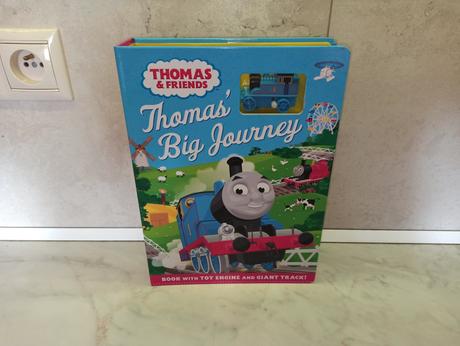 THOMAS
& FRIENDS
Thomas'
Big Journey
BOOK WITH TOY ENGINE AND GIANT TRACK!